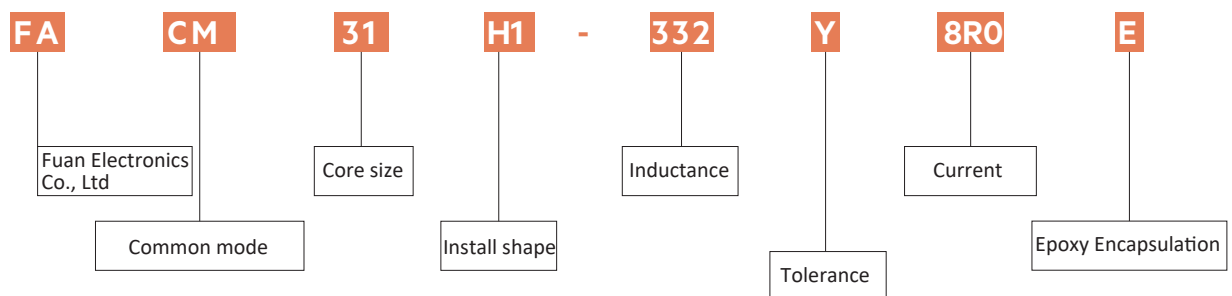 FA CM 31 H1 - 332 Y 8R0 E
Fuan Electronics
Co., Ltd
Core size
Inductance
Current
Common mode
Install shape
Epoxy Encapsulation
Tolerance